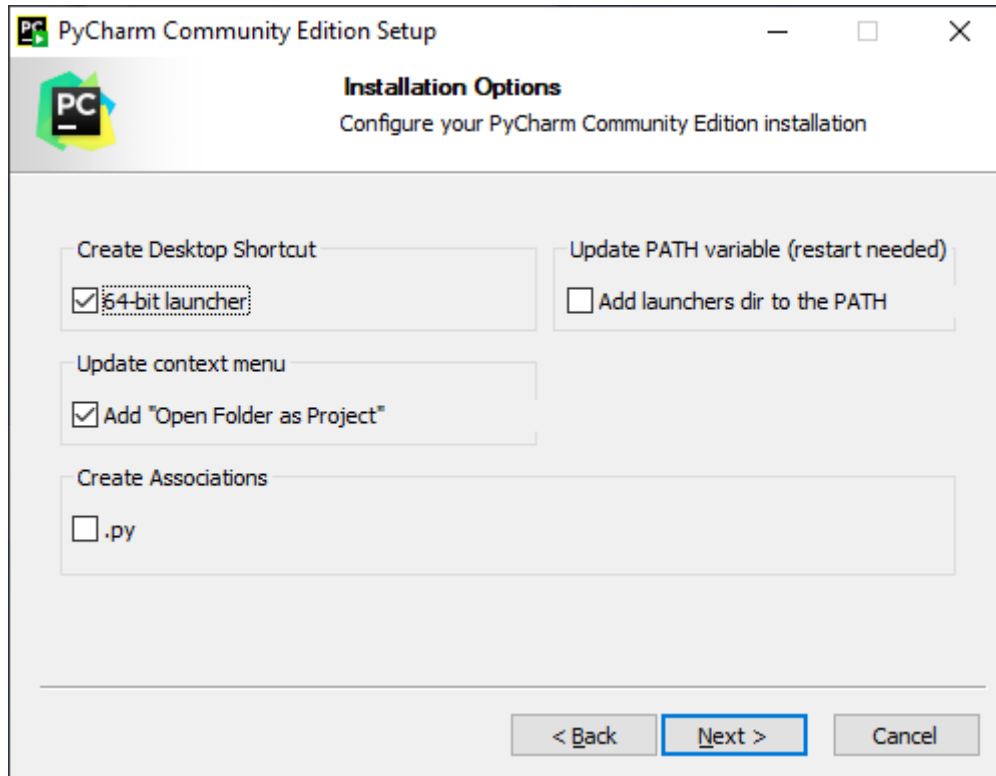 PyCharm Community Edition Setup
PC
Installation Options
Configure your PyCharm Community Edition installation
Create Desktop Shortcut
64-bit launcher
Update PATH variable (restart needed)
Add launchers dir to the PATH
Update context menu
Add "Open Folder as Project"
Create Associations
.py
< Back
Next >
Cancel